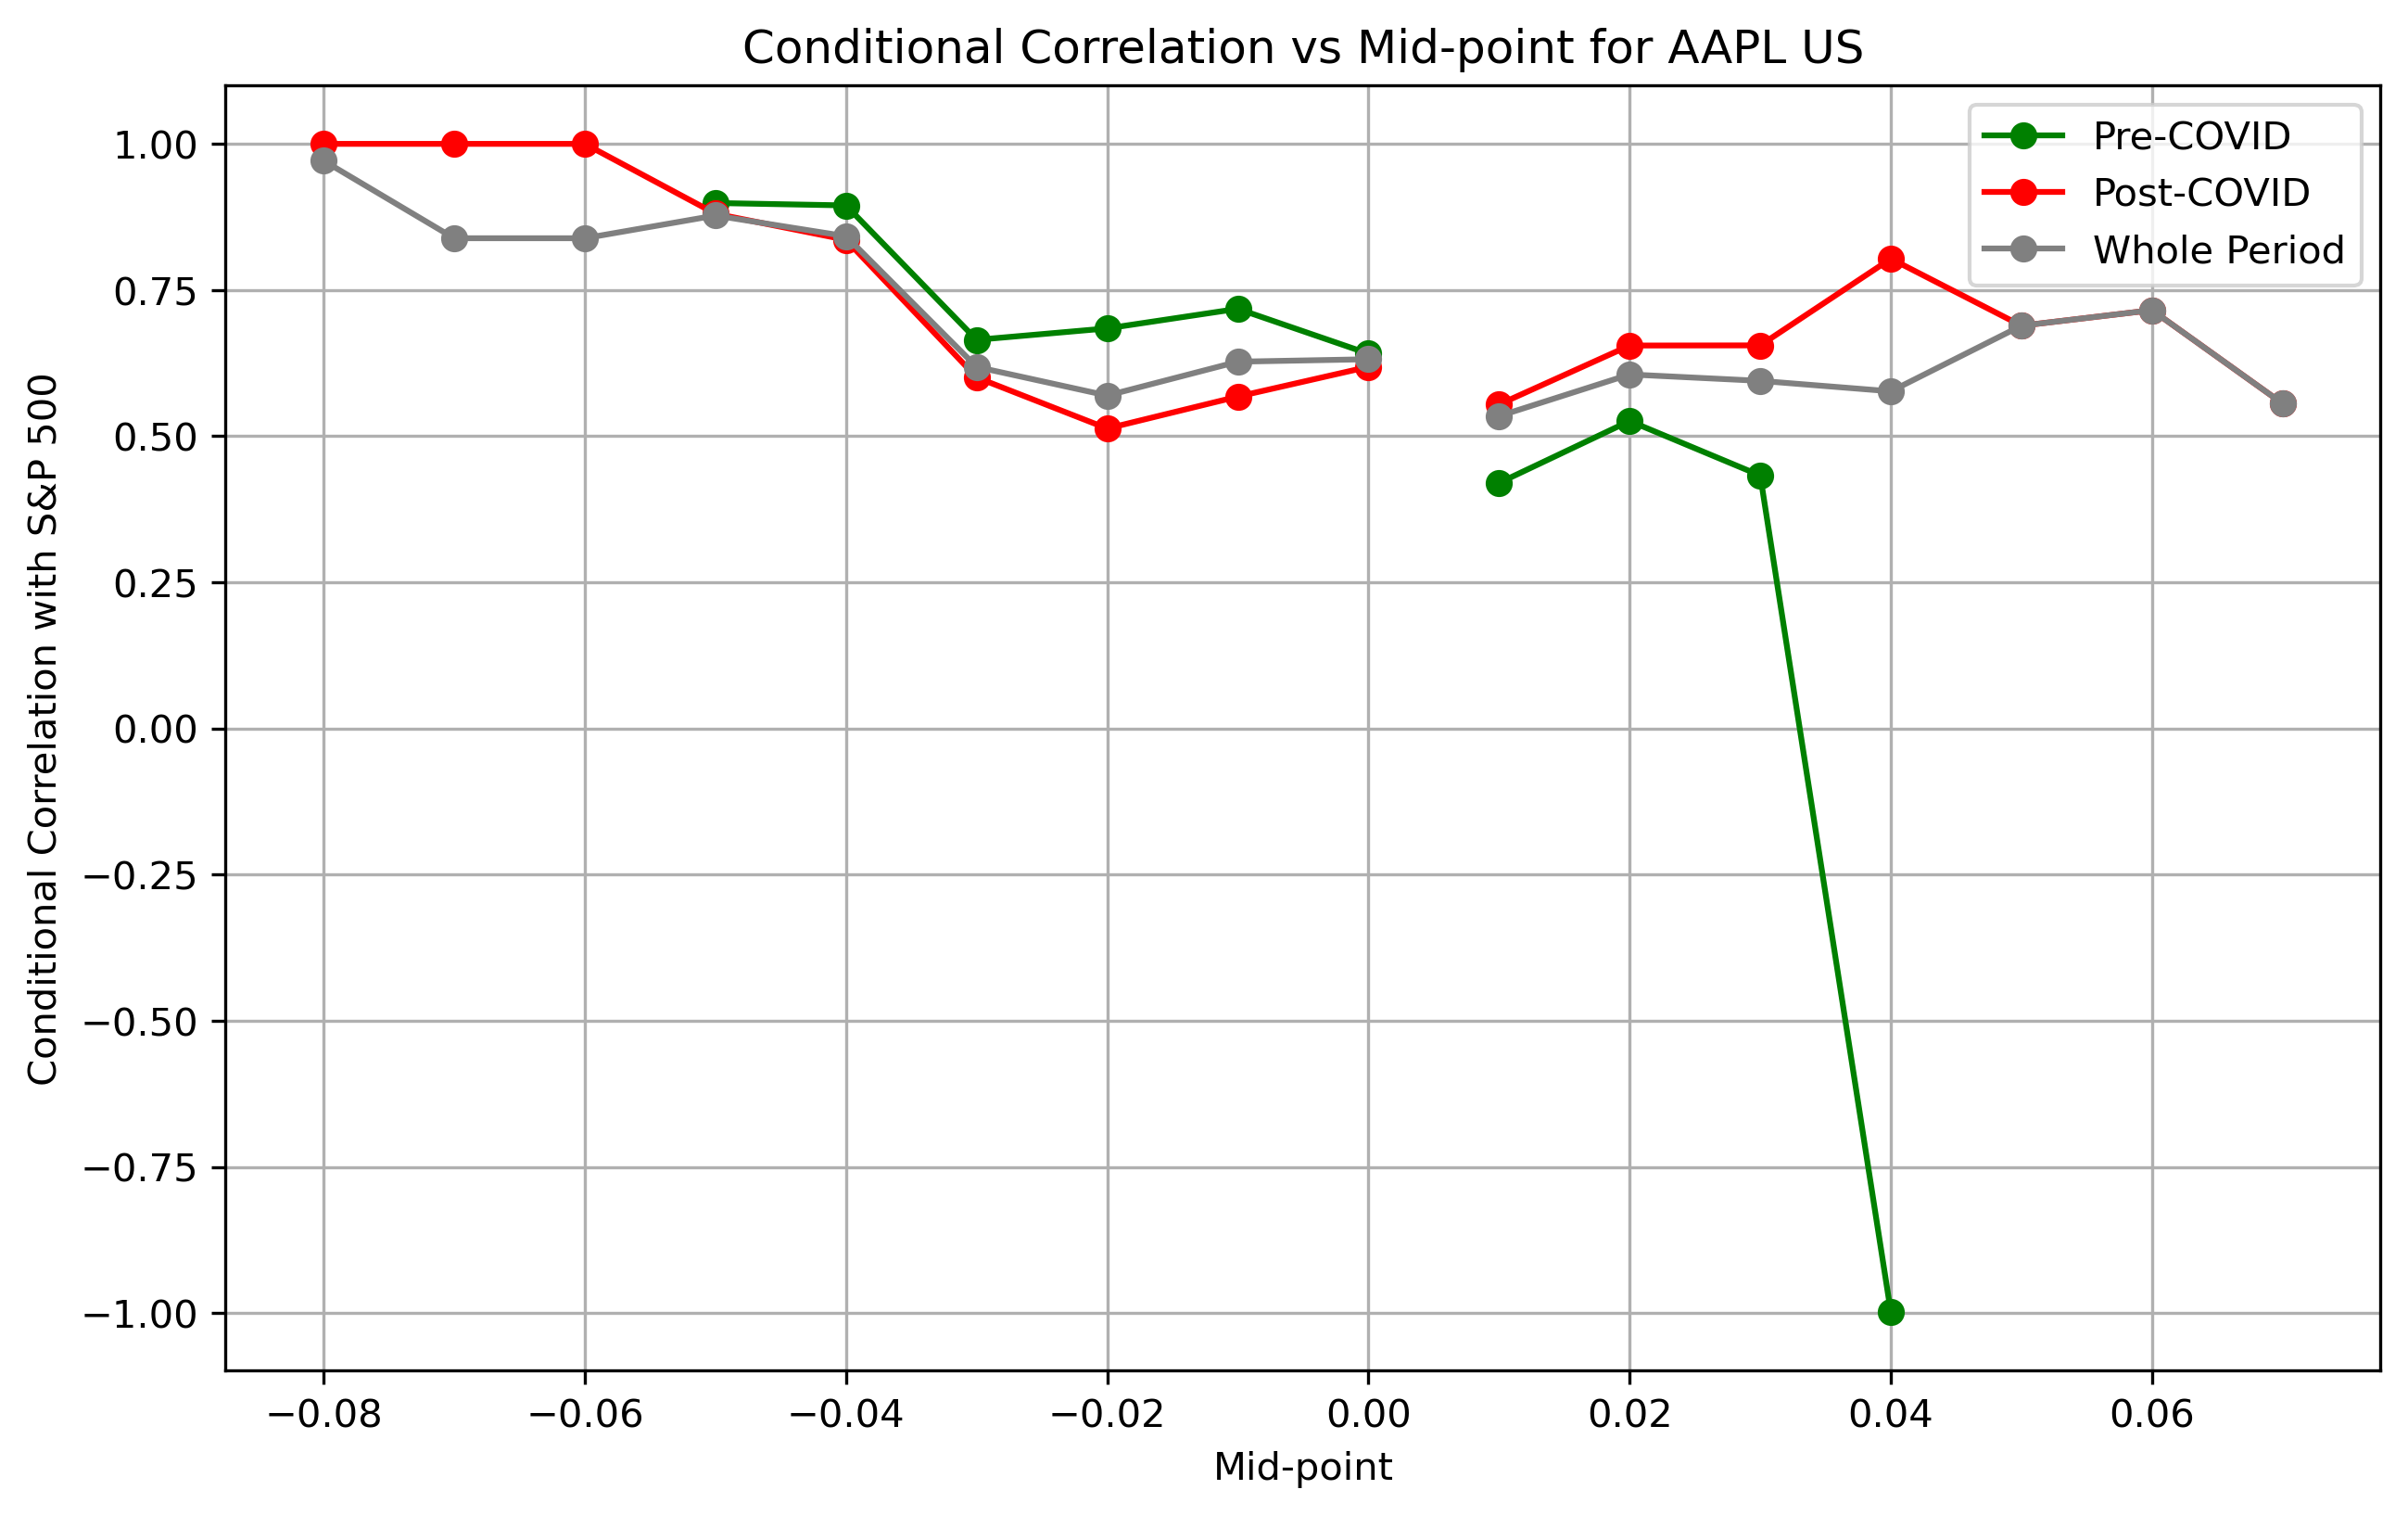 Conditional Correlation vs Mid-point for AAPL US
Pre-COVID
Post-COVID
Whole Period
Conditional Correlation with S&P 500
1.00
0.75
0.50
0.25
0.00
−0.25
−0.50
−0.75
−1.00
−0.08
−0.06
−0.04
−0.02
0.00
0.02
0.04
0.06
Mid-point